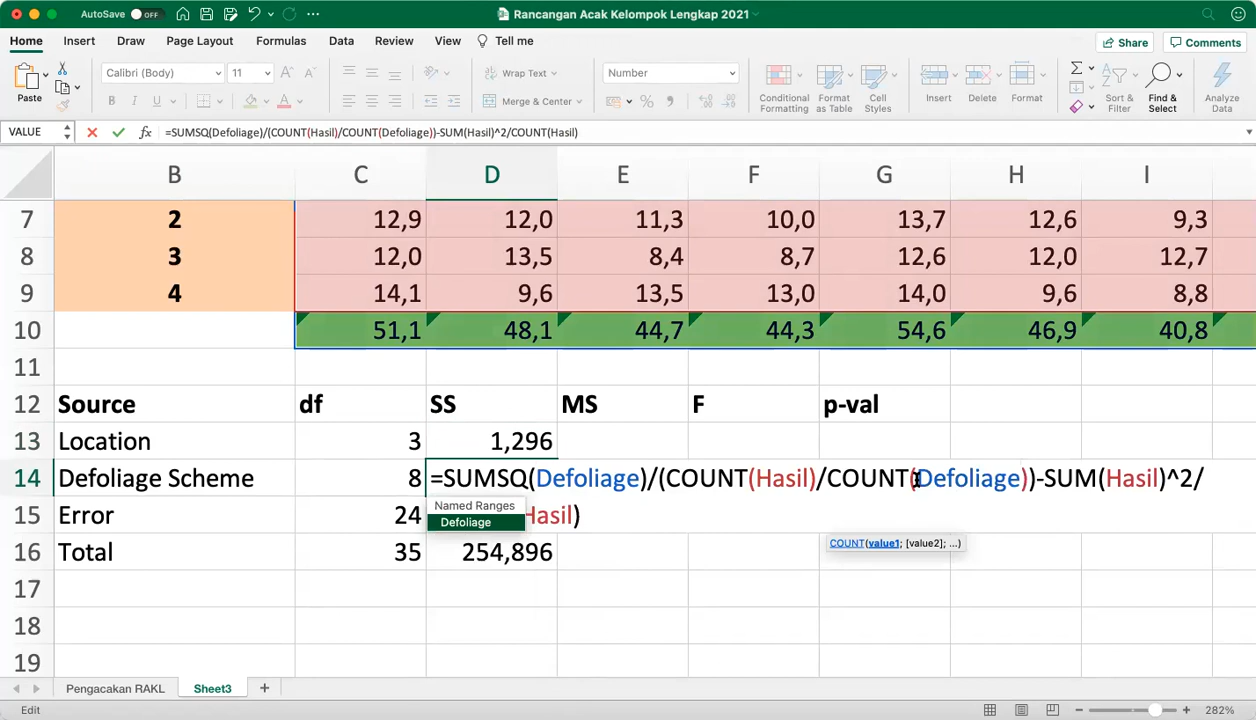 AutoSave OFF Rancangan Acak Kelompok Lengkap 2021
Home Insert Draw Page Layout Formulas Data Review View Tell me Share Comments
Paste Calibri (Body) 11 Wrap Text Merge & Center Number Conditional Formatting Format as Table Cell Styles Insert Delete Format Sort & Filter Find & Select Analyze Data
B I U A
VALUE fx =SUMSQ(Defoliage)/(COUNT(Hasil)/COUNT(Defoliage))-SUM(Hasil)^2/COUNT(Hasil)
B C D E F G H I
7 2 12,9 12,0 11,3 10,0 13,7 12,6 9,3
8 3 12,0 13,5 8,4 8,7 12,6 12,0 12,7
9 4 14,1 9,6 13,5 13,0 14,0 9,6 8,8
10 51,1 48,1 44,7 44,3 54,6 46,9 40,8
11
12 Source df SS MS F p-val
13 Location 3 1,296
14 Defoliage Scheme 8 =SUMSQ(Defoliage)/(COUNT(Hasil)/COUNT(Defoliage))-SUM(Hasil)^2/
Named Ranges
15 Error 24 Hasil)
Defoliage
COUNT(value1; [value2]; ...)
16 Total 35 254,896
17
18
19
Pengacakan RAKL Sheet3 +
Edit 282%